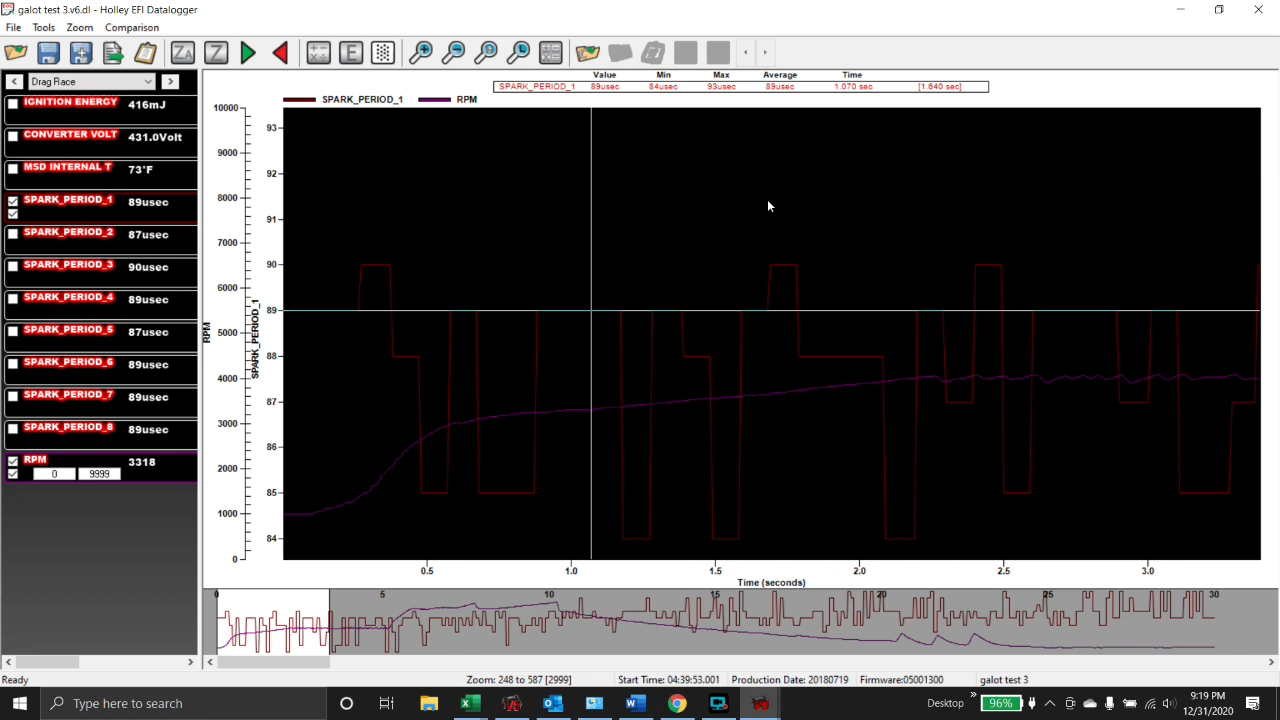 galot test 3.v6.dl - Holley EFI Datalogger
File Tools Zoom Comparison
Drag Race
Value Min Max Average Time
SPARK_PERIOD_1 89usec 84usec 93usec 89usec 1.070 sec [1.640 sec]
SPARK_PERIOD_1 RPM
IGNITION ENERGY 416mJ
CONVERTER VOLT 431.0Volt
MSD INTERNAL T 73°F
SPARK_PERIOD_1 89usec
SPARK_PERIOD_2 87usec
SPARK_PERIOD_3 90usec
SPARK_PERIOD_4 89usec
SPARK_PERIOD_5 87usec
SPARK_PERIOD_6 89usec
SPARK_PERIOD_7 89usec
SPARK_PERIOD_8 89usec
RPM 3318
0 9999
10000
9000
8000
7000
6000
5000
4000
3000
2000
1000
0
RPM
93
92
91
90
89
88
87
86
85
84
SPARK_PERIOD_1
0.5 1.0 1.5 2.0 2.5 3.0
Time (seconds)
0 5 10 15 20 25 30
Ready Zoom: 248 to 587 [2999] Start Time: 04:39:53.001 Production Date: 20180719 Firmware:05001300 galot test 3
Type here to search
Desktop
96%
9:19 PM
12/31/2020